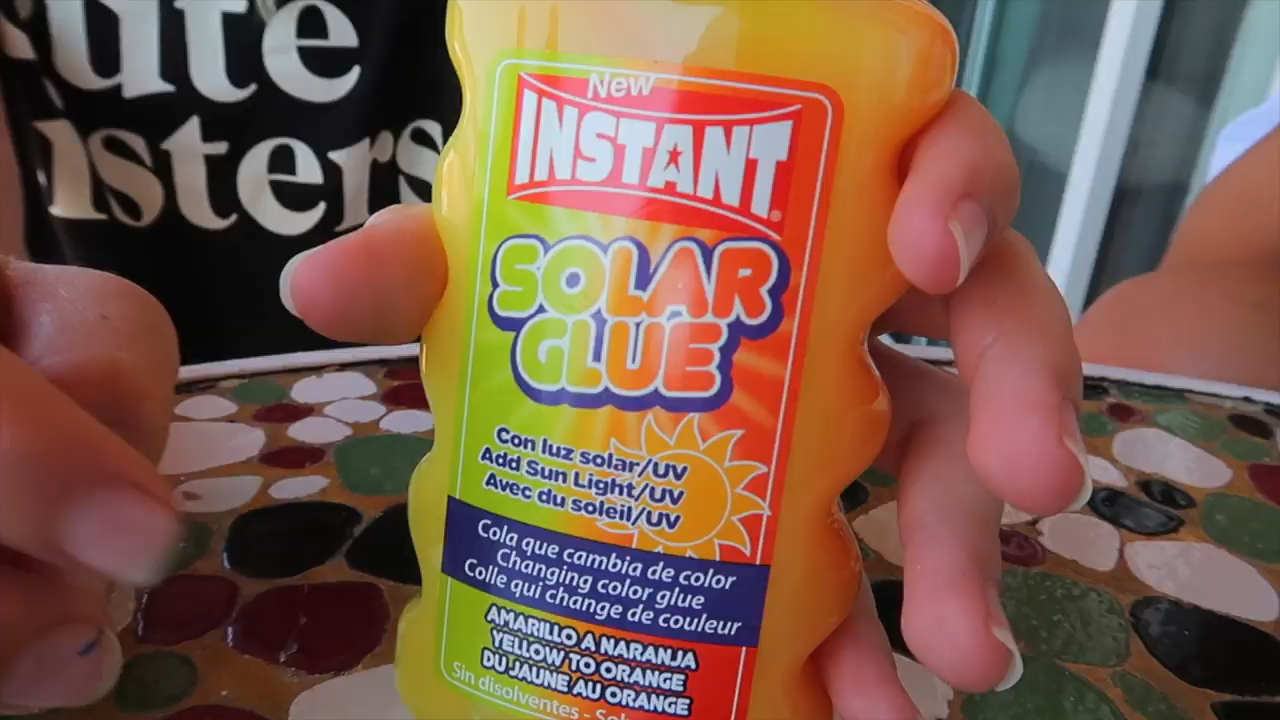 New
INSTANT
SOLAR
GLUE
Con luz solar/UV
Add Sun Light/UV
Avec du soleil/UV
Cola que cambia de color
Changing color glue
Colle qui change de couleur
AMARILLO A NARANJA
YELLOW TO ORANGE
DU JAUNE AU ORANGE
Sin disolventes -